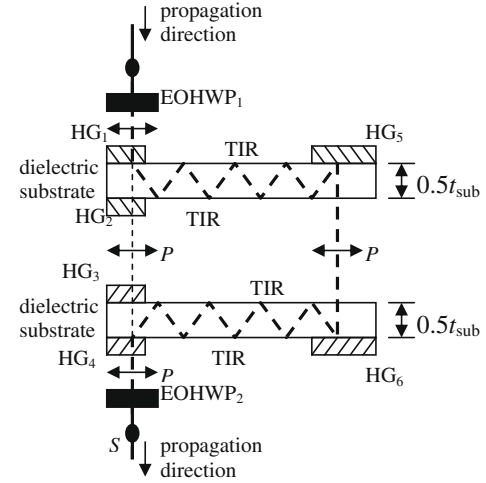 propagation
direction
EOHWP₁
HG₁
HG₅
TIR
dielectric
substrate
0.5tsub
HG₂
TIR
P
P
HG₃
TIR
dielectric
substrate
0.5tsub
HG₄
TIR
HG₆
P
EOHWP₂
S
propagation
direction